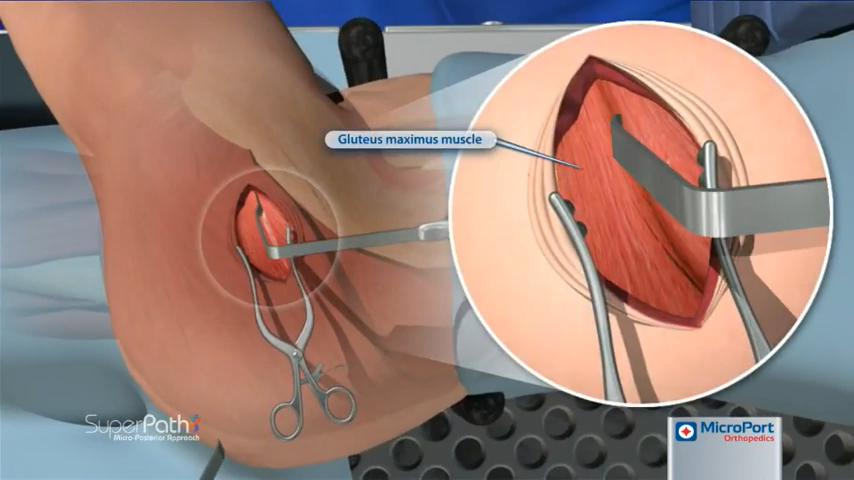 Gluteus maximus muscle
SuperPath
Micro-Posterior Approach
MicroPort
Orthopedics